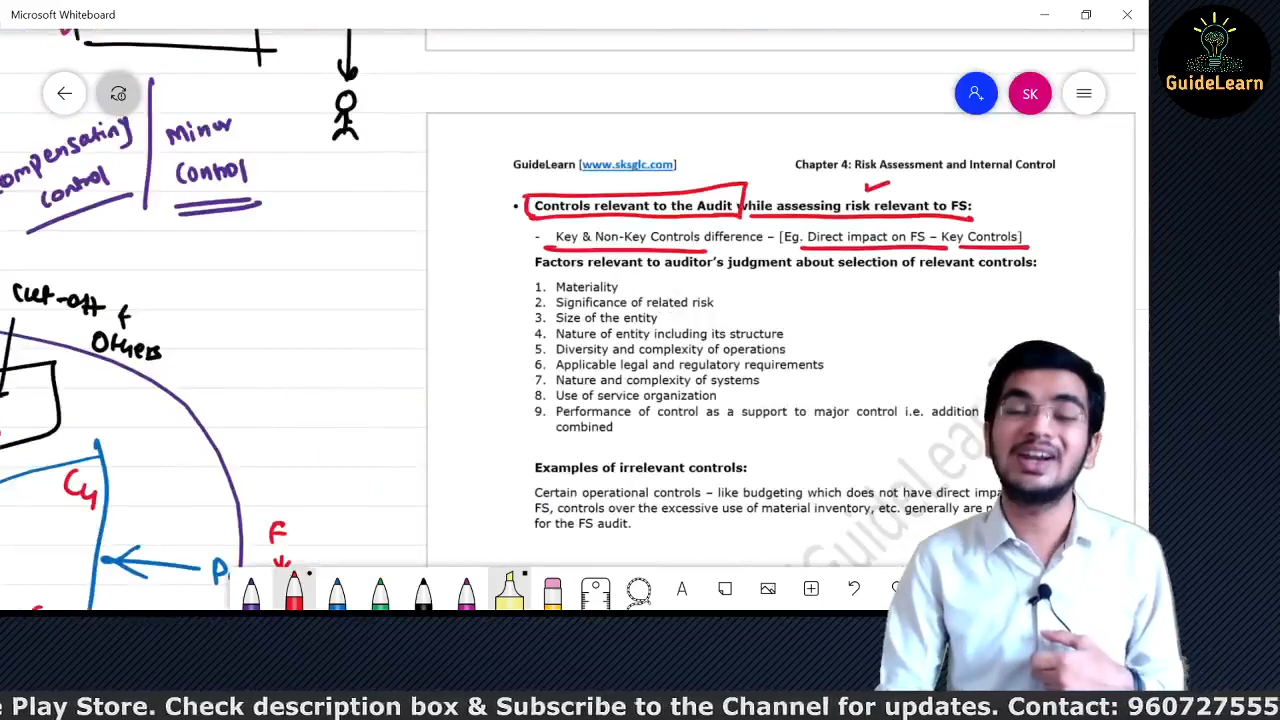 Microsoft Whiteboard
GuideLearn
SK
Compensating
Control
Minor
Control
GuideLearn [www.sksglc.com]
Chapter 4: Risk Assessment and Internal Control
• Controls relevant to the Audit while assessing risk relevant to FS:
- Key & Non-Key Controls difference – [Eg. Direct impact on FS – Key Controls]
Factors relevant to auditor’s judgment about selection of relevant controls:
1. Materiality
2. Significance of related risk
3. Size of the entity
4. Nature of entity including its structure
5. Diversity and complexity of operations
6. Applicable legal and regulatory requirements
7. Nature and complexity of systems
8. Use of service organization
9. Performance of control as a support to major control i.e. addition
combined
Examples of irrelevant controls:
Certain operational controls – like budgeting which does not have direct
FS, controls over the excessive use of material inventory, etc. generally are
for the FS audit.
Cut-off &
Others
C4
F
GuideLearn
Play Store. Check description box & Subscribe to the Channel for updates. Contact: 960727555